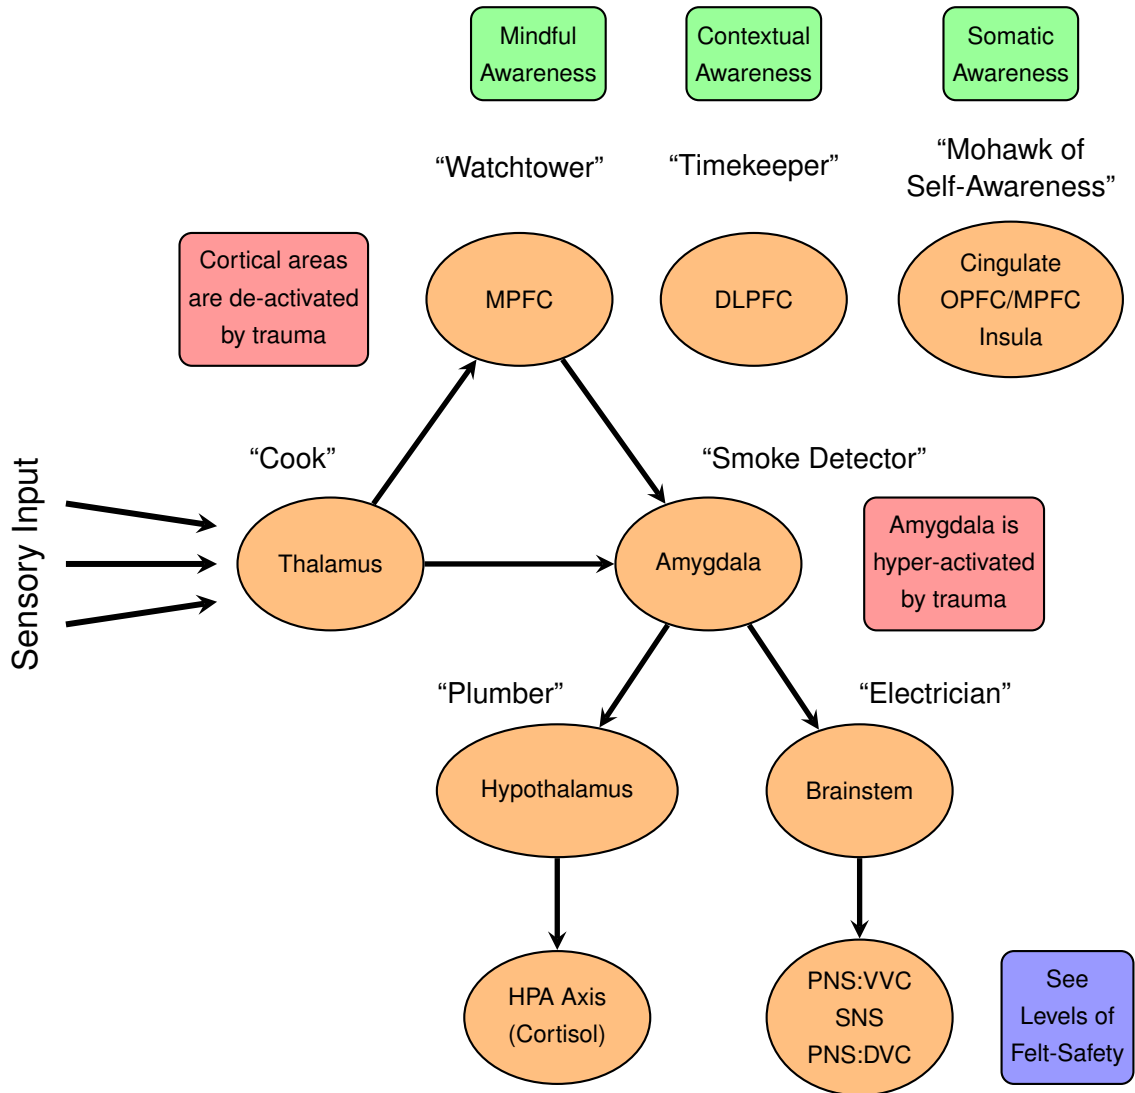 Mindful
Awareness
Contextual
Awareness
Somatic
Awareness
“Watchtower”
“Timekeeper”
“Mohawk of
Self-Awareness”
Cortical areas
are de-activated
by trauma
MPFC
DLPFC
Cingulate
OPFC/MPFC
Insula
“Cook”
“Smoke Detector”
Sensory Input
Thalamus
Amygdala
Amygdala is
hyper-activated
by trauma
“Plumber”
“Electrician”
Hypothalamus
Brainstem
HPA Axis
(Cortisol)
PNS:VVC
SNS
PNS:DVC
See
Levels of
Felt-Safety